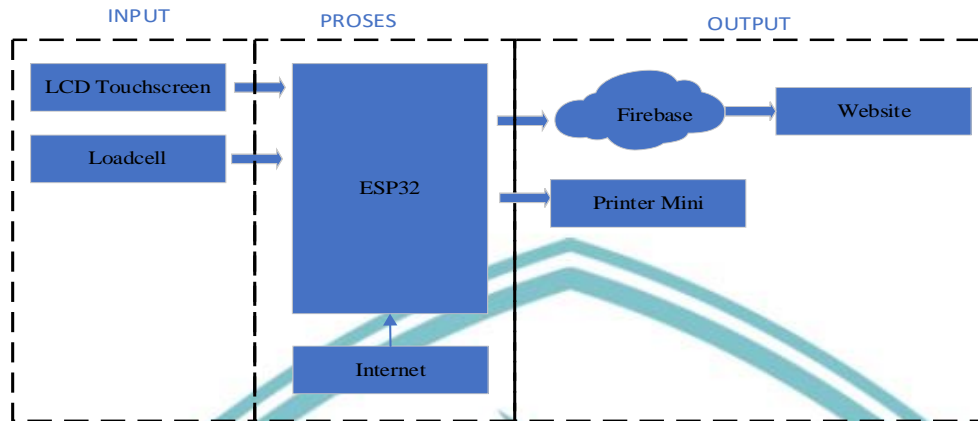 INPUT
PROSES
OUTPUT
LCD Touchscreen
Loadcell
ESP32
Internet
Firebase
Website
Printer Mini